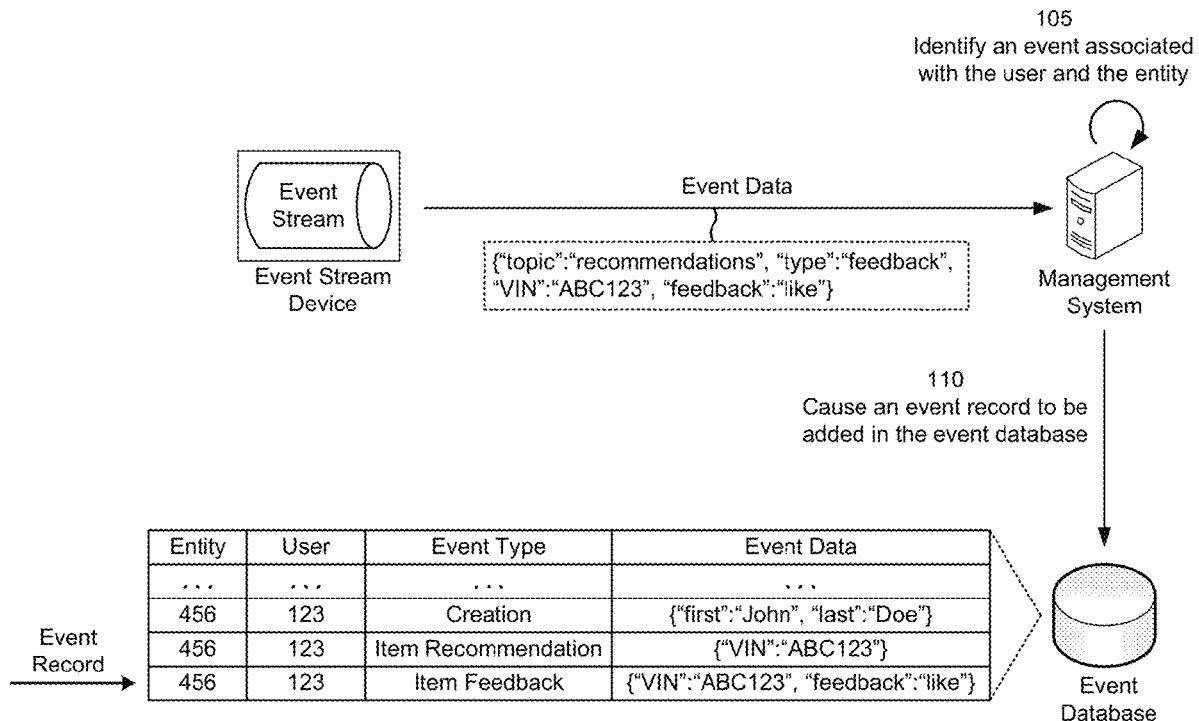 105
Identify an event associated
with the user and the entity
Event
Stream
Event Stream
Device
Event Data
{“topic”:“recommendations”, “type”:“feedback”,
“VIN”:“ABC123”, “feedback”:“like”}
Management
System
110
Cause an event record to be
added in the event database
Entity User Event Type Event Data
... ... ... ...
456 123 Creation {“first”:“John”, “last”:“Doe”}
456 123 Item Recommendation {“VIN”:“ABC123”}
456 123 Item Feedback {“VIN”:“ABC123”, “feedback”:“like”}
Event
Record
Event
Database